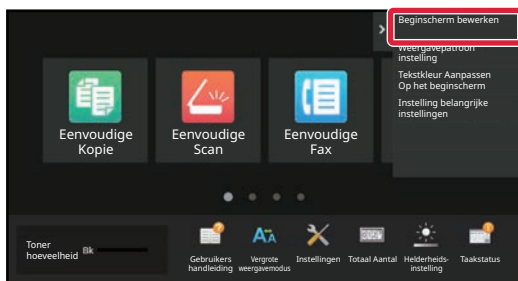 Beginscherm bewerken
Weergavepatroon
instelling
Tekstkleur Aanpassen
Op het beginscherm
Instelling belangrijke
instellingen
Eenvoudige
Kopie
Eenvoudige
Scan
Eenvoudige
Fax
Toner
hoeveelheid
Bk
Gebruikers
handleiding
Vergrote
weergavemodus
Instellingen
Totaal Aantal
Helderheids-
instelling
Taakstatus